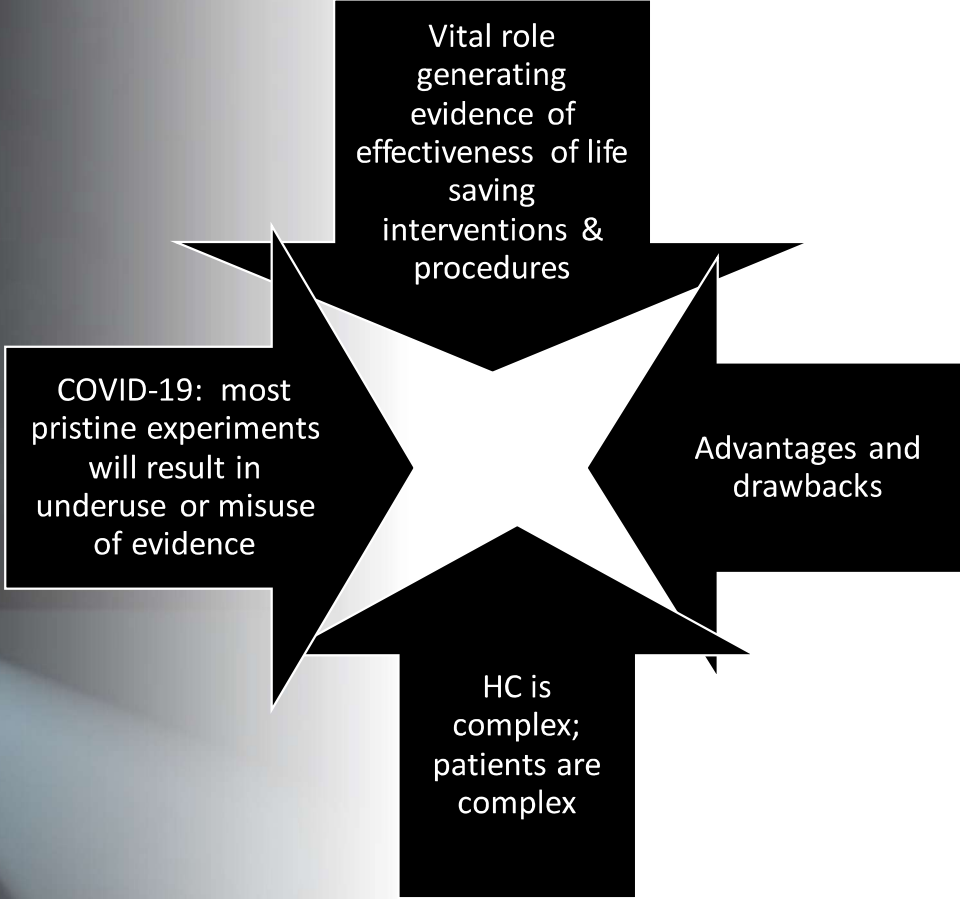 Vital role
generating
evidence of
effectiveness of life
saving
interventions &
procedures
COVID-19: most
pristine experiments
will result in
underuse or misuse
of evidence
Advantages and
drawbacks
HC is
complex;
patients are
complex